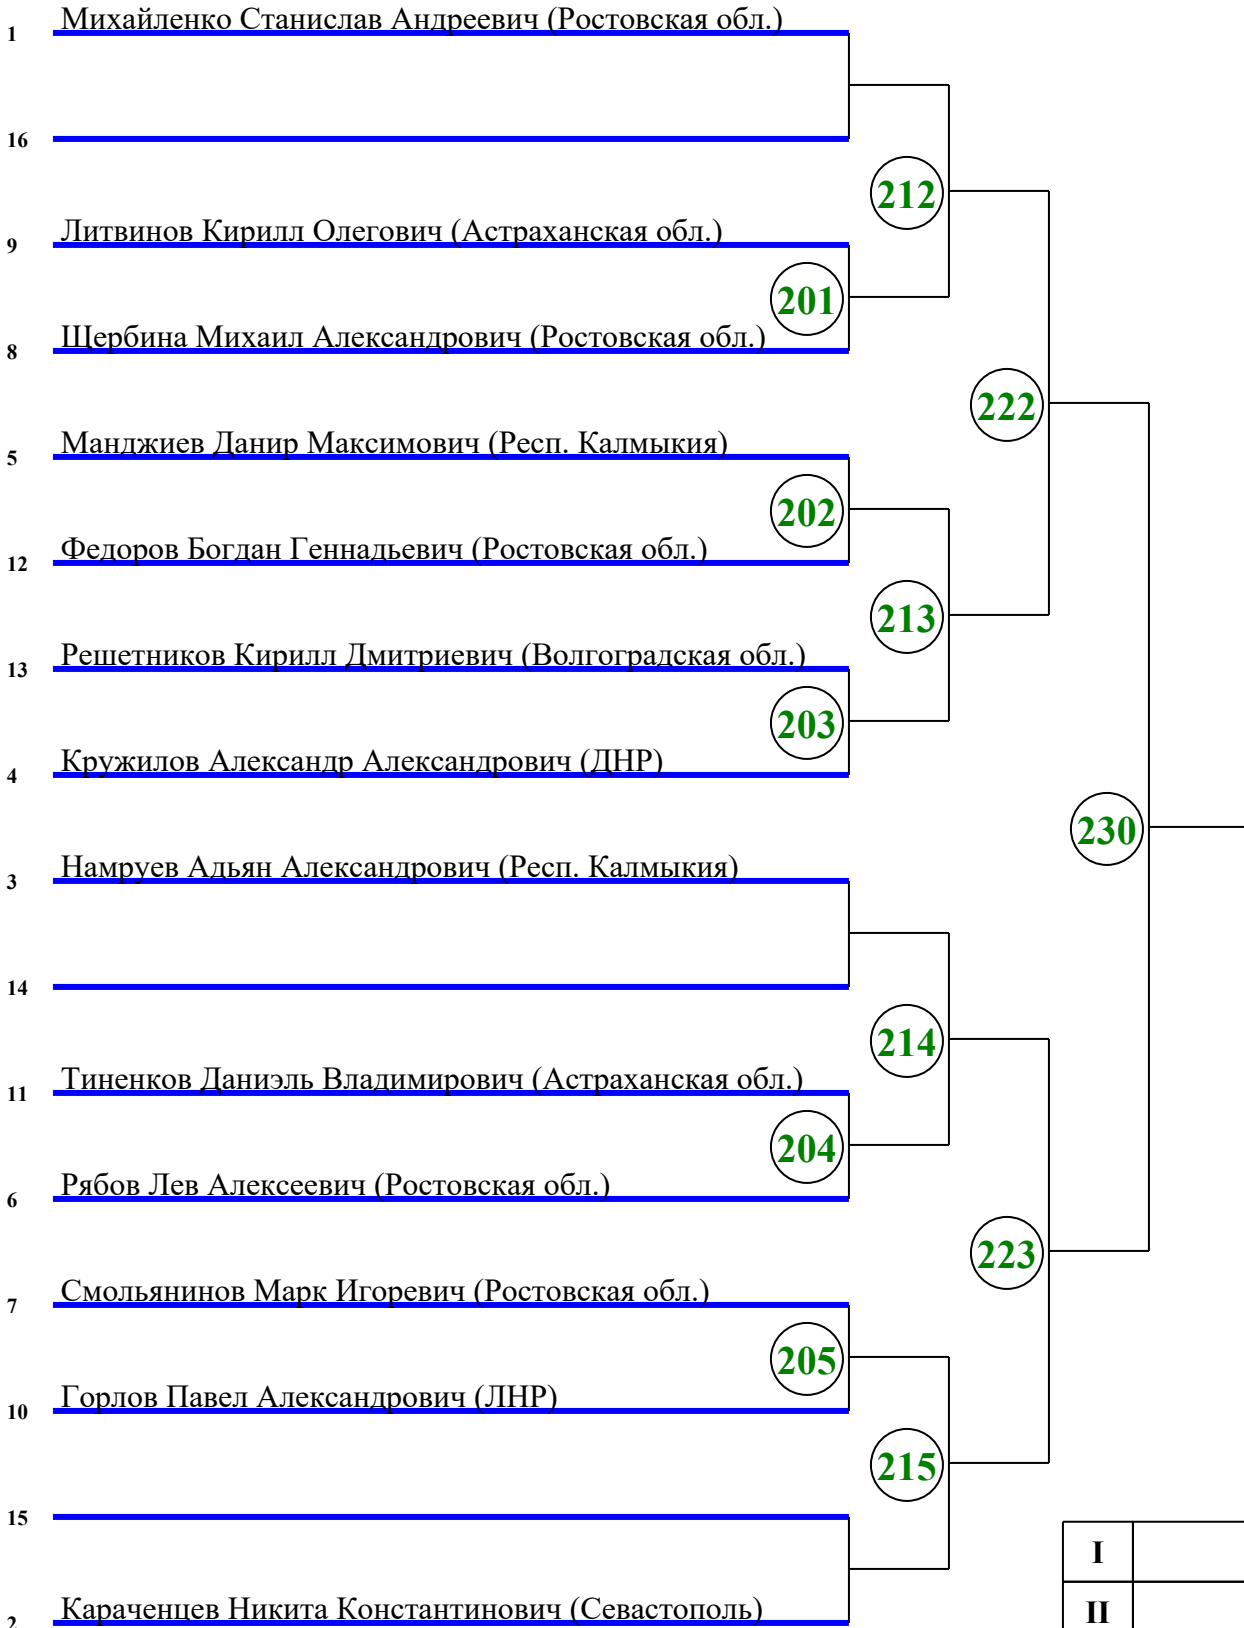 1 Михайленко Станислав Андреевич (Ростовская обл.)
16
212
9 Литвинов Кирилл Олегович (Астраханская обл.)
201
8 Щербина Михаил Александрович (Ростовская обл.)
222
5 Манджиев Данир Максимович (Респ. Калмыкия)
202
12 Федоров Богдан Геннадьевич (Ростовская обл.)
213
13 Решетников Кирилл Дмитриевич (Волгоградская обл.)
203
4 Кружилов Александр Александрович (ДНР)
230
3 Намруев Адьян Александрович (Респ. Калмыкия)
14
214
11 Тиненков Даниэль Владимирович (Астраханская обл.)
204
6 Рябов Лев Алексеевич (Ростовская обл.)
223
7 Смольянинов Марк Игоревич (Ростовская обл.)
205
10 Горлов Павел Александрович (ЛНР)
215
15
I
2 Караченцев Никита Константинович (Севастополь)
II